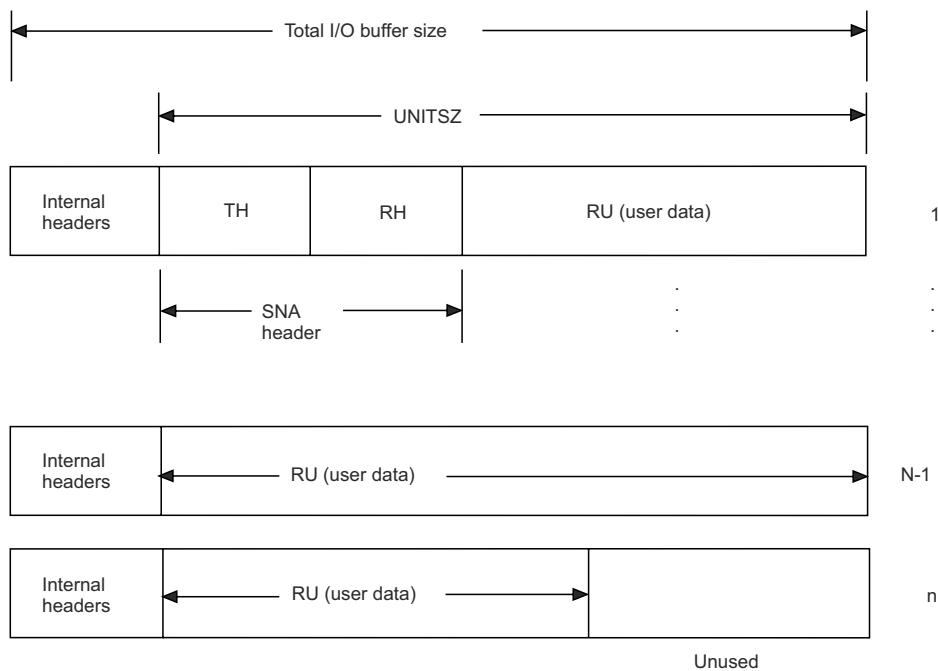 Total I/O buffer size
UNITSZ
Internal
headers
TH
RH
RU (user data)
1
SNA
header
.
.
.
.
.
.
Internal
headers
RU (user data)
N-1
Internal
headers
RU (user data)
n
Unused